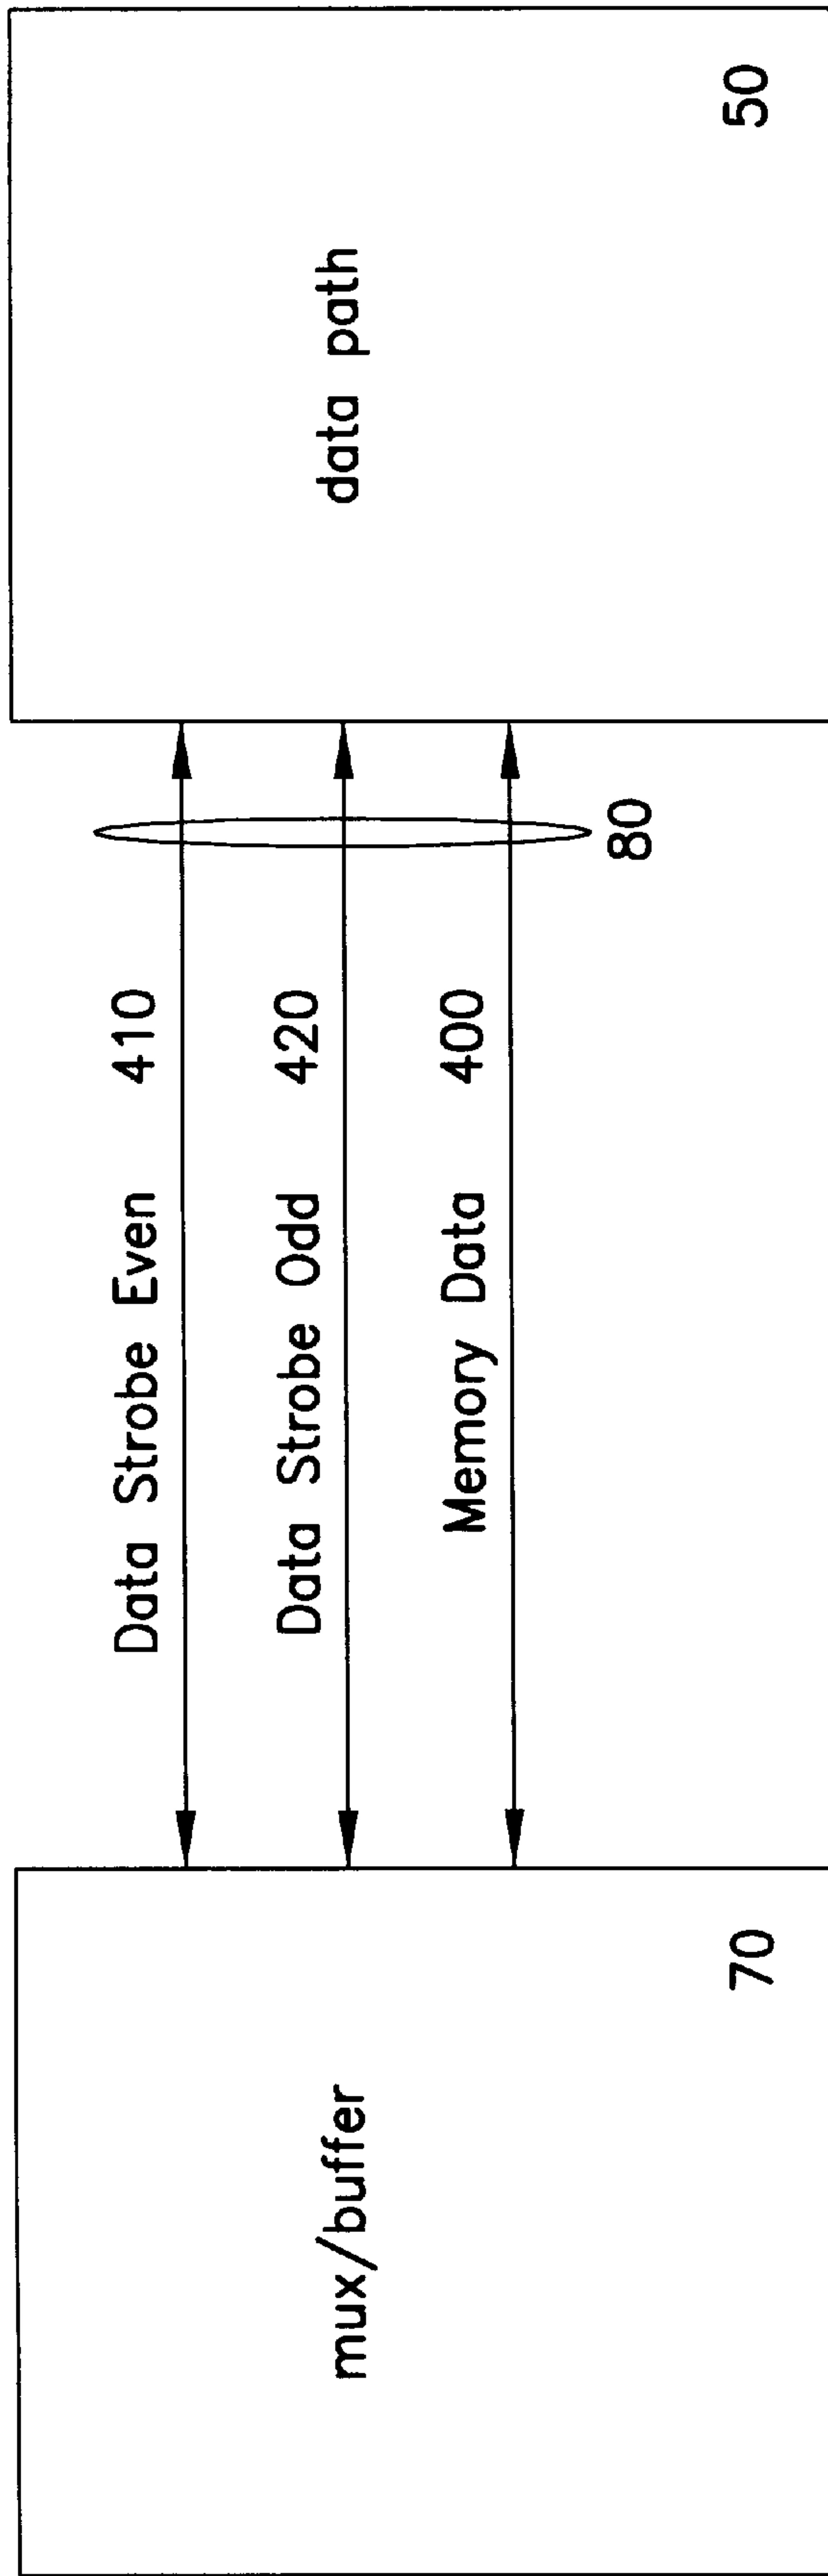 Data Strobe Even 410
Data Strobe Odd 420
Memory Data 400
mux/buffer
data path
80
70
50